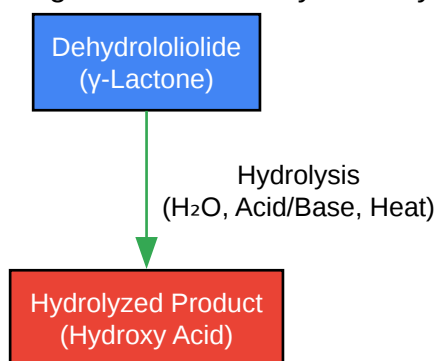 Dehydrololiolide
(γ-Lactone)
Hydrolysis
(H₂O, Acid/Base, Heat)
Hydrolyzed Product
(Hydroxy Acid)